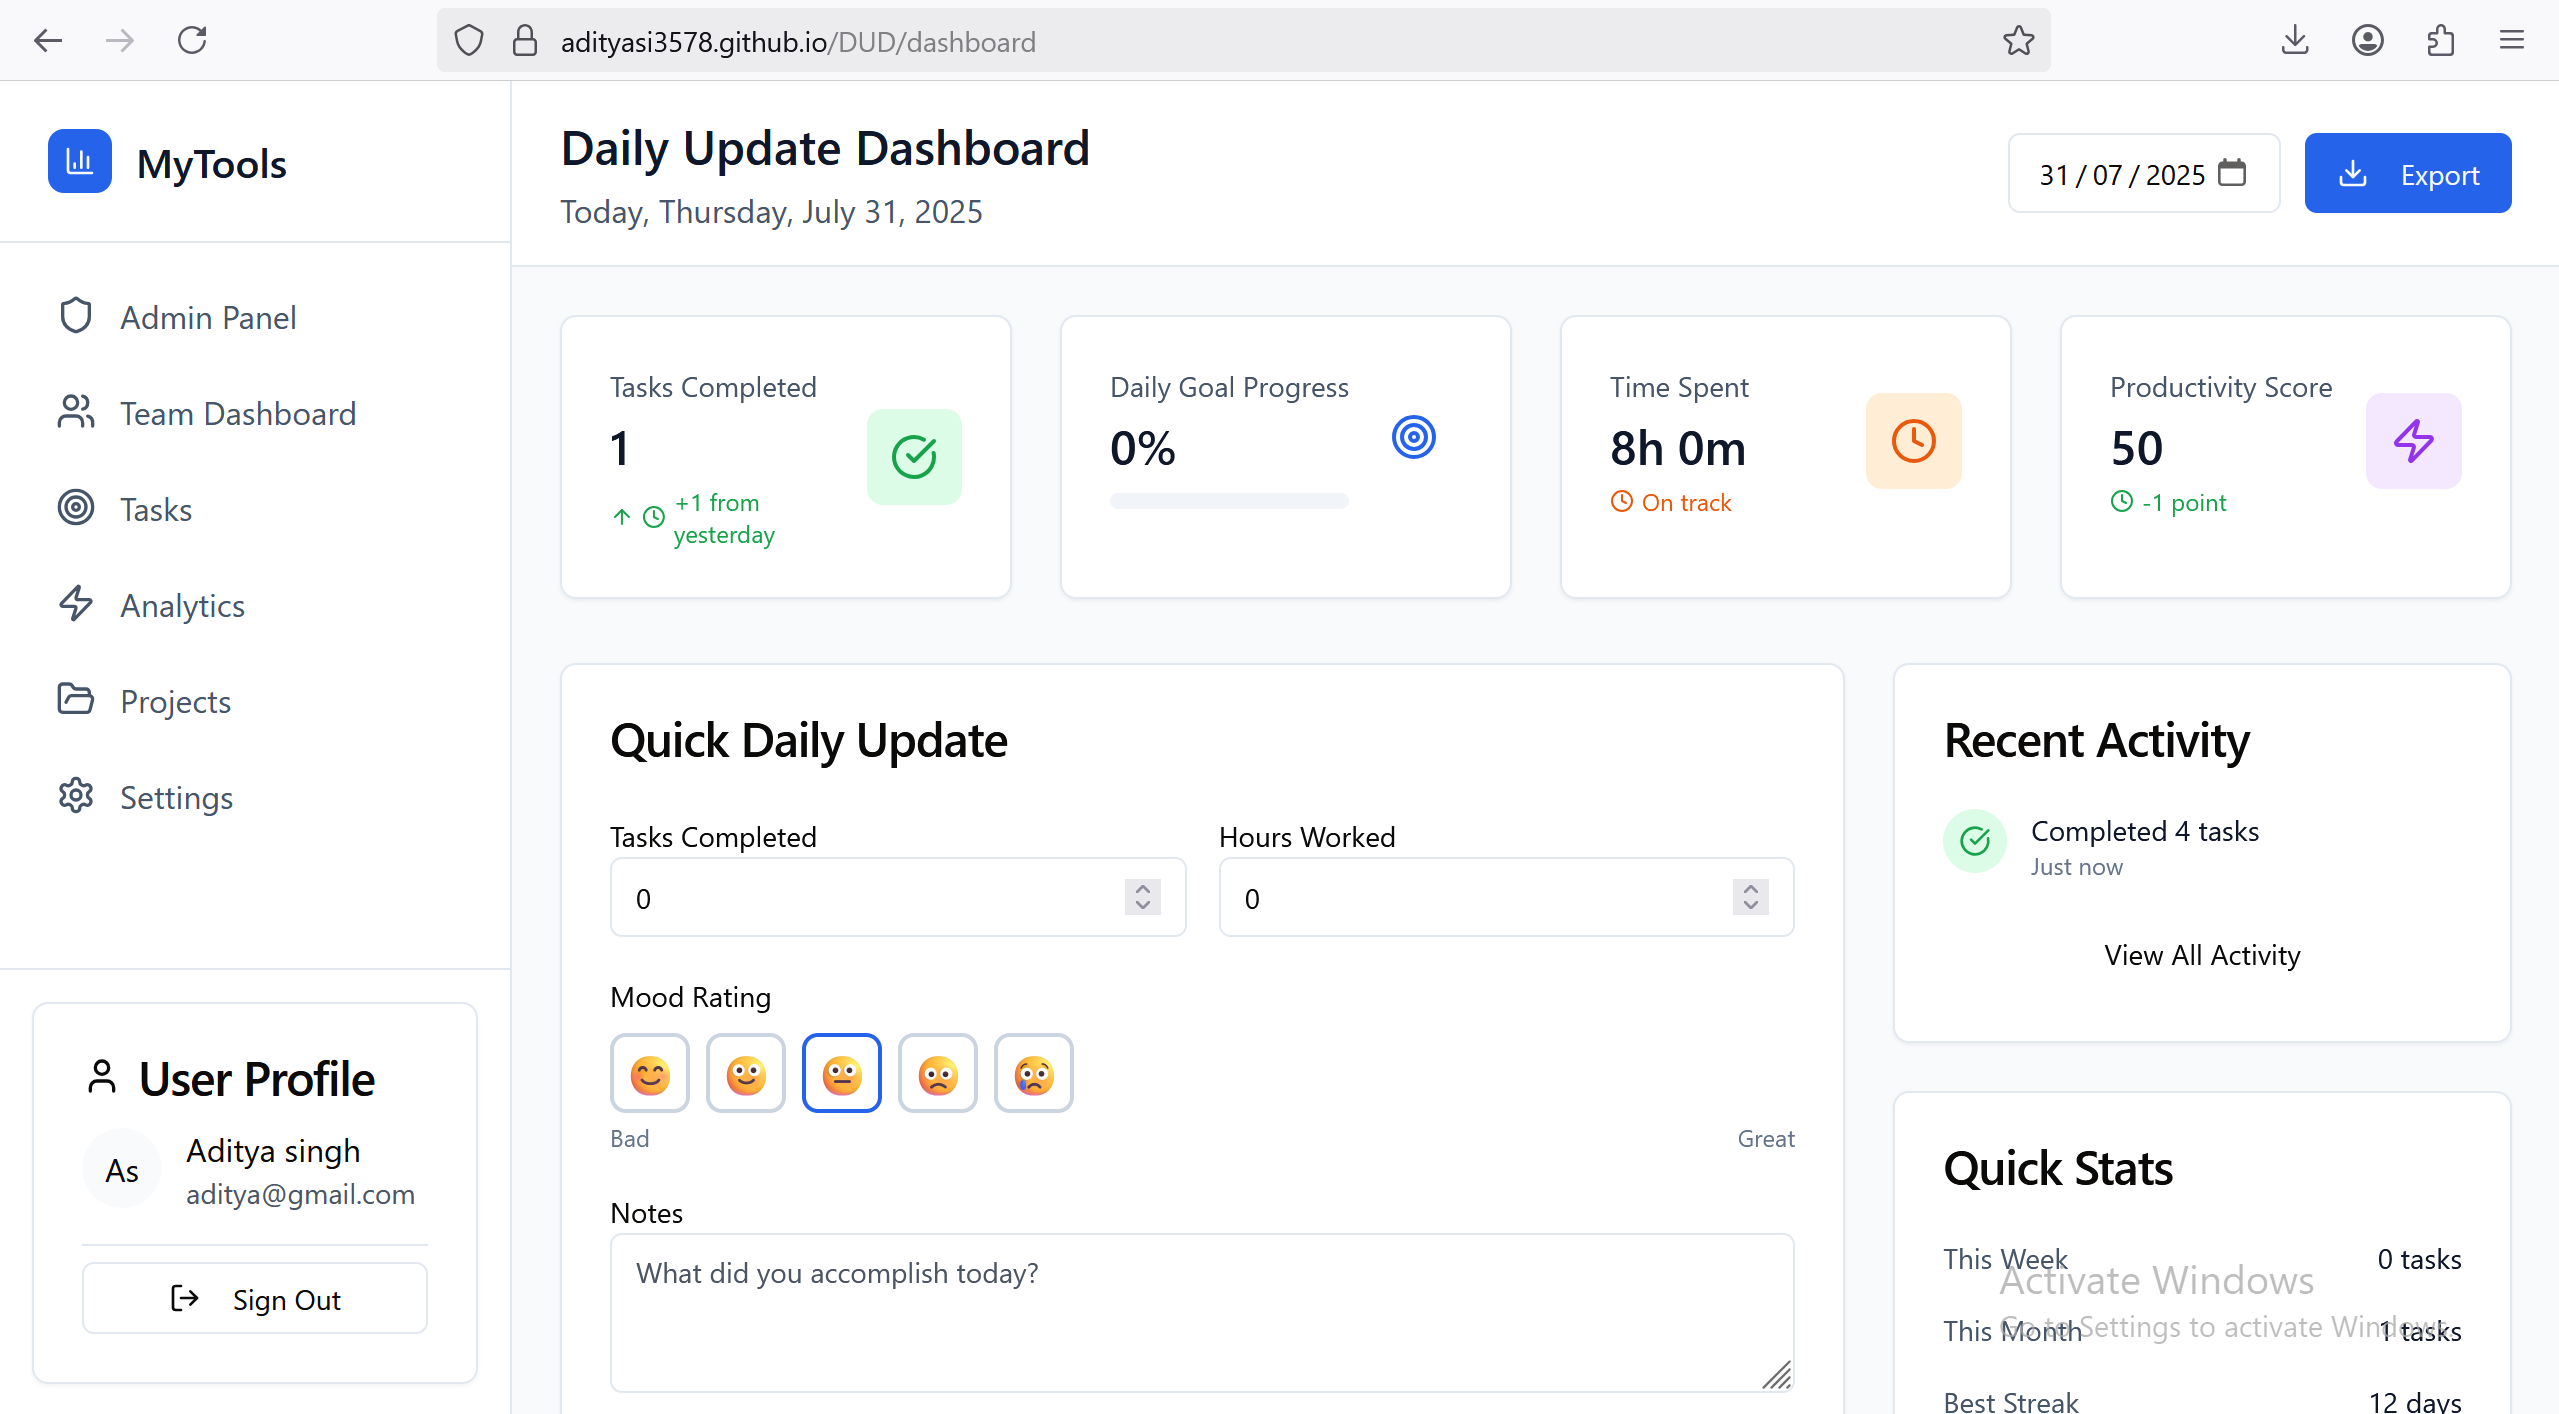 adityasi3578.github.io/DUD/dashboard
MyTools
Admin Panel
Team Dashboard
Tasks
Analytics
Projects
Settings
User Profile
As
Aditya singh
aditya@gmail.com
Sign Out
Daily Update Dashboard
Today, Thursday, July 31, 2025
31 / 07 / 2025
Export
Tasks Completed
1
+1 from
yesterday
Daily Goal Progress
0%
Time Spent
8h 0m
On track
Productivity Score
50
-1 point
Quick Daily Update
Tasks Completed
0
Hours Worked
0
Mood Rating
Bad
Great
Notes
What did you accomplish today?
Recent Activity
Completed 4 tasks
Just now
View All Activity
Quick Stats
This Week
0 tasks
This Month
1 tasks
Best Streak
12 days
Activate Windows
Go to Settings to activate Windows.